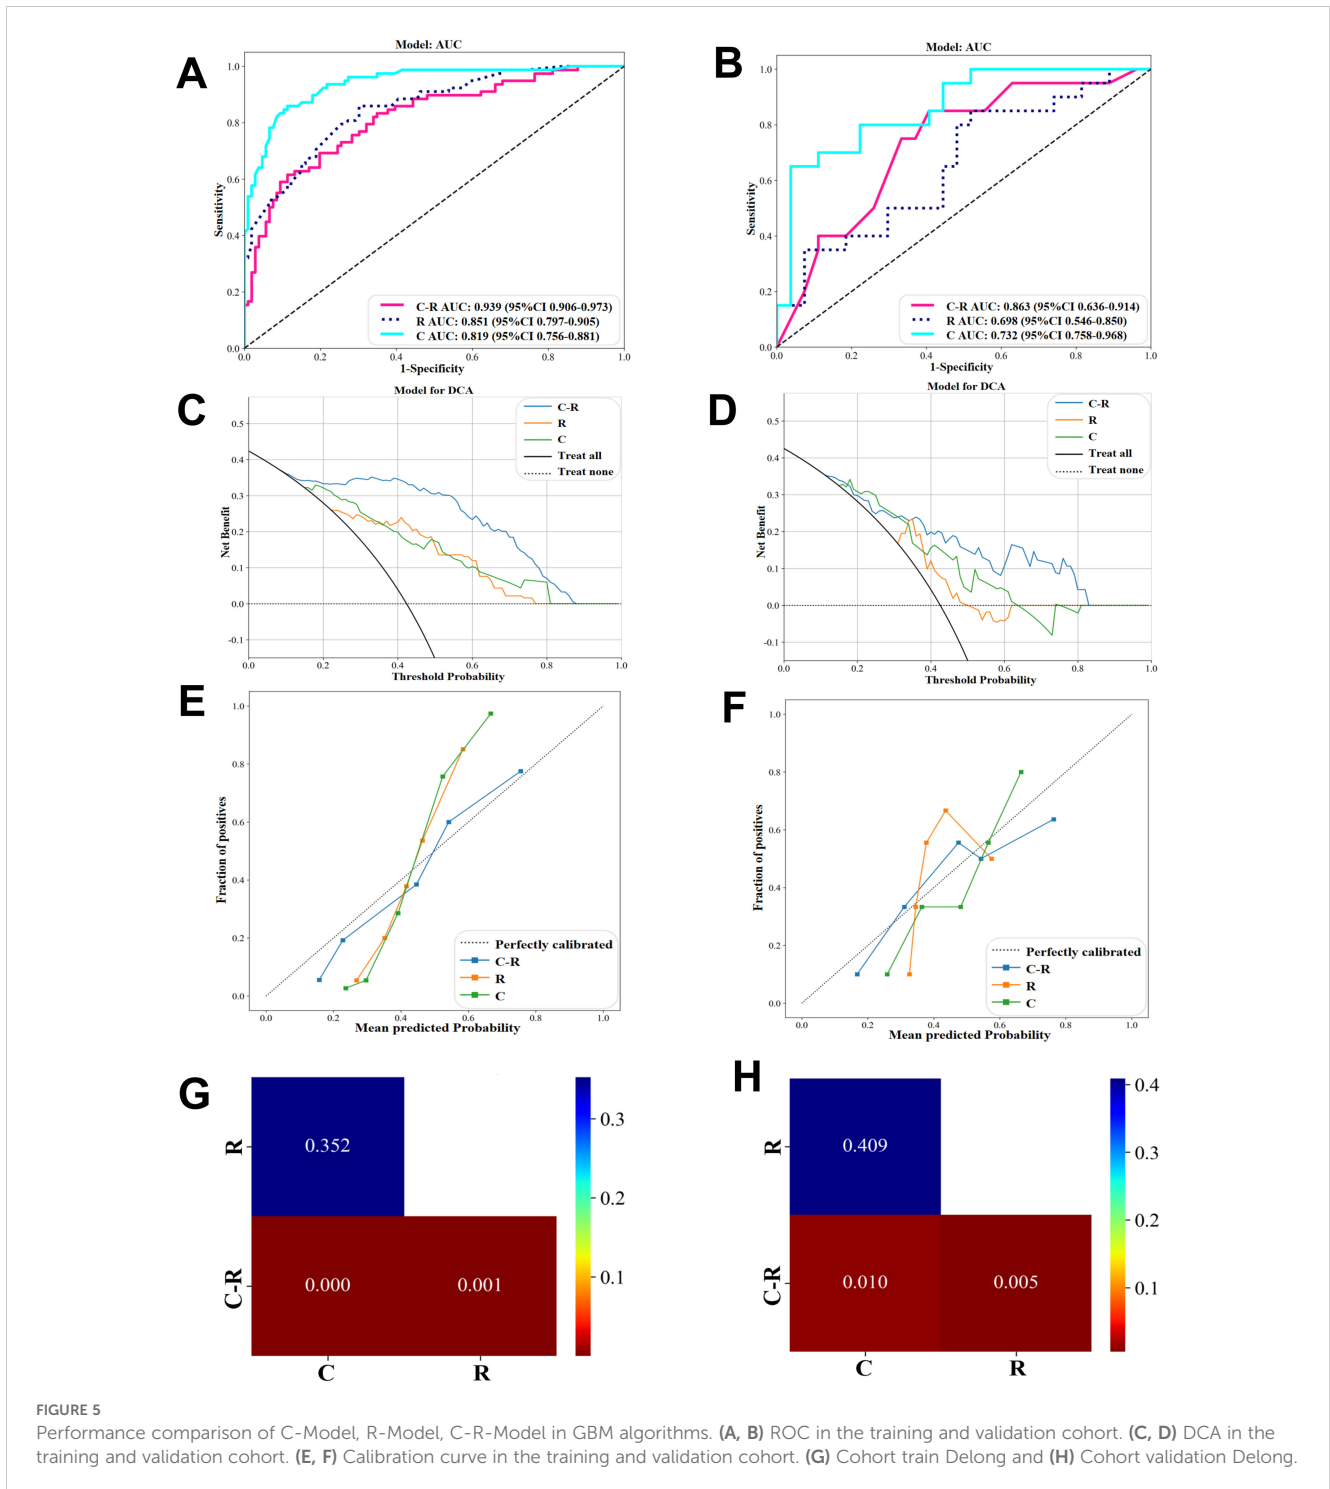 A
Model: AUC
Sensitivity
1.0
0.8
0.6
0.4
0.2
0.0
C-R AUC: 0.939 (95%CI 0.906-0.973)
R AUC: 0.851 (95%CI 0.797-0.905)
C AUC: 0.819 (95%CI 0.756-0.881)
0.0 0.2 0.4 0.6 0.8 1.0
1-Specificity
B
Model: AUC
Sensitivity
1.0
0.8
0.6
0.4
0.2
0.0
C-R AUC: 0.863 (95%CI 0.636-0.914)
R AUC: 0.698 (95%CI 0.546-0.850)
C AUC: 0.732 (95%CI 0.758-0.968)
0.0 0.2 0.4 0.6 0.8 1.0
1-Specificity
C
Model for DCA
Net Benefit
0.5
0.4
0.3
0.2
0.1
0.0
-0.1
C-R
R
C
Treat all
Treat none
0.0 0.2 0.4 0.6 0.8 1.0
Threshold Probability
D
Model for DCA
Net Benefit
0.5
0.4
0.3
0.2
0.1
0.0
-0.1
C-R
R
C
Treat all
Treat none
0.0 0.2 0.4 0.6 0.8 1.0
Threshold Probability
E
Fraction of positives
1.0
0.8
0.6
0.4
0.2
0.0
Perfectly calibrated
C-R
R
C
0.0 0.2 0.4 0.6 0.8 1.0
Mean predicted Probability
F
Fraction of positives
1.0
0.8
0.6
0.4
0.2
0.0
Perfectly calibrated
C-R
R
C
0.0 0.2 0.4 0.6 0.8 1.0
Mean predicted Probability
G
R
C-R
0.352
0.000 0.001
C R
0.3
0.2
0.1
H
R
C-R
0.409
0.010 0.005
C R
0.4
0.3
0.2
0.1
FIGURE 5
Performance comparison of C-Model, R-Model, C-R-Model in GBM algorithms. (A, B) ROC in the training and validation cohort. (C, D) DCA in the
training and validation cohort. (E, F) Calibration curve in the training and validation cohort. (G) Cohort train Delong and (H) Cohort validation Delong.